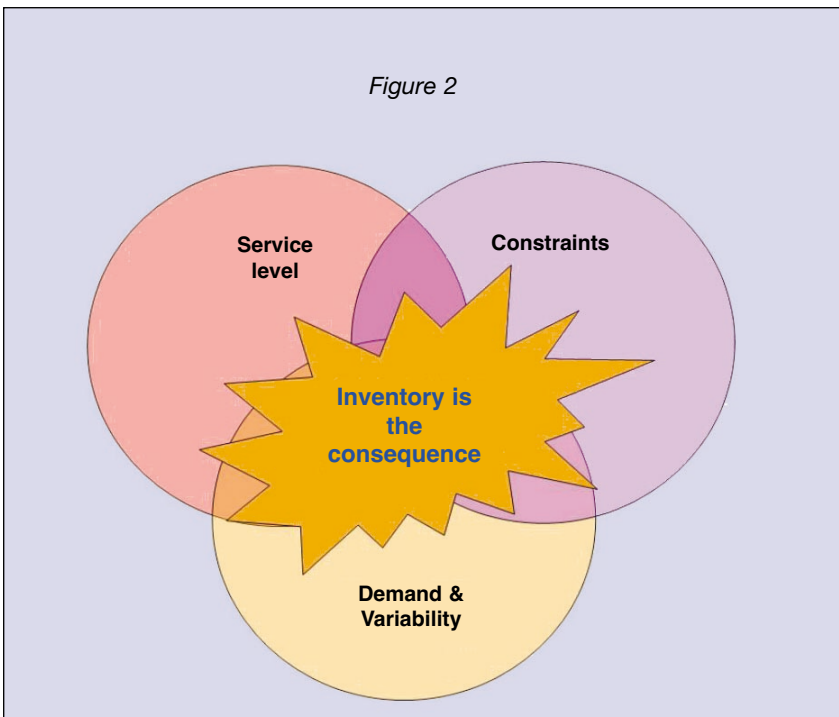 Figure 2
Service
level
Constraints
Inventory is
the
consequence
Demand &
Variability